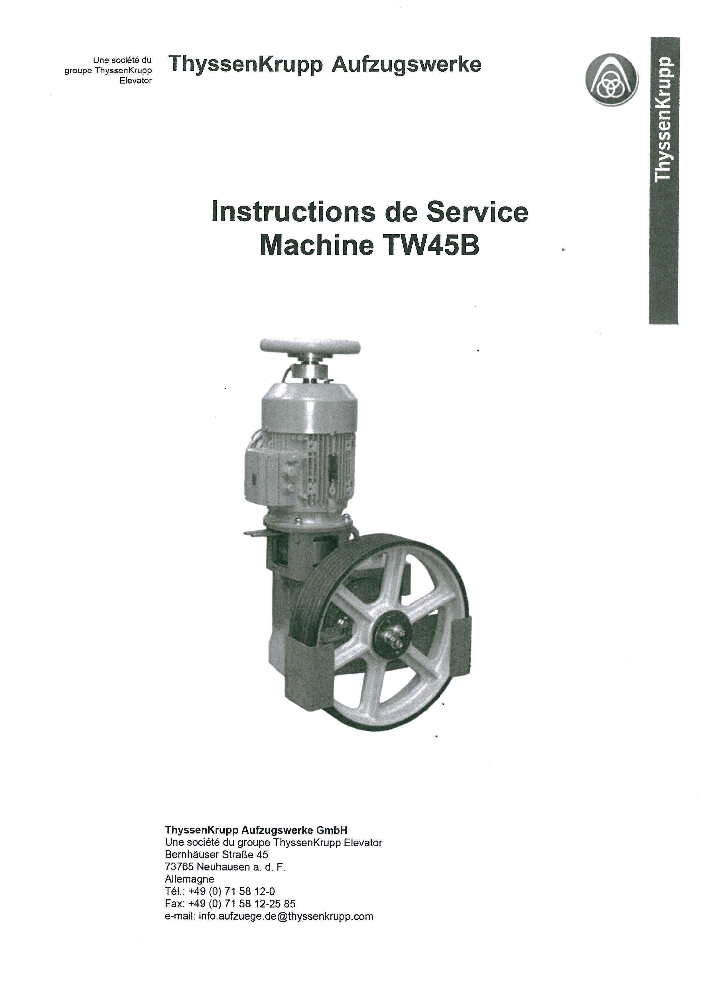 Une société du
groupe ThyssenKrupp
Elevator
ThyssenKrupp Aufzugswerke
ThyssenKrupp
Instructions de Service
Machine TW45B
ThyssenKrupp Aufzugswerke GmbH
Une société du groupe ThyssenKrupp Elevator
Bernhäuser Straße 45
73765 Neuhausen a. d. F.
Allemagne
Tél.: +49 (0) 71 58 12-0
Fax: +49 (0) 71 58 12-25 85
e-mail: info.aufzuege.de@thyssenkrupp.com